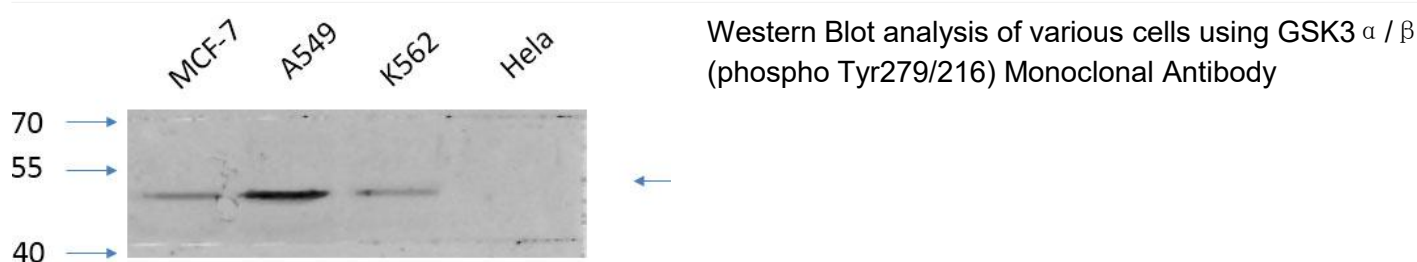 MCF-7 A549 K562 Hela
Western Blot analysis of various cells using GSK3 α / β
(phospho Tyr279/216) Monoclonal Antibody
70
55
40